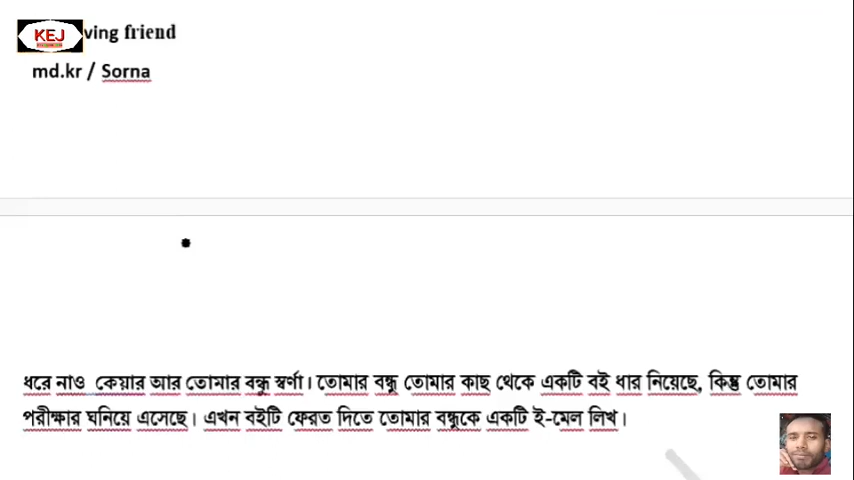 KEJ
ving friend
md.kr / Sorna
ধরে নাও কেয়ার আর তোমার বন্ধু স্বর্ণা। তোমার বন্ধু তোমার কাছ থেকে একটি বই ধার নিয়েছে, কিন্তু তোমার
পরীক্ষার ঘনিয়ে এসেছে। এখন বইটি ফেরত দিতে তোমার বন্ধুকে একটি ই-মেল লিখ।